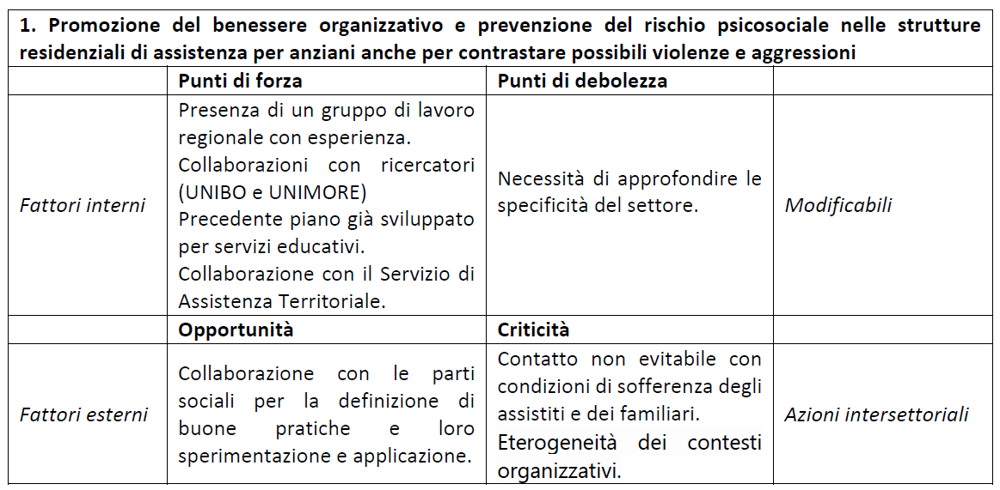 1. Promozione del benessere organizzativo e prevenzione del rischio psicosociale nelle strutture
residenziali di assistenza per anziani anche per contrastare possibili violenze e aggressioni
Punti di forza
Punti di debolezza
Fattori interni
Presenza di un gruppo di lavoro
regionale con esperienza.
Collaborazioni con ricercatori
(UNIBO e UNIMORE)
Precedente piano già sviluppato
per servizi educativi.
Collaborazione con il Servizio di
Assistenza Territoriale.
Necessità di approfondire le
specificità del settore.
Modificabili
Opportunità
Criticità
Fattori esterni
Collaborazione con le parti
sociali per la definizione di
buone pratiche e loro
sperimentazione e applicazione.
Contatto non evitabile con
condizioni di sofferenza degli
assistiti e dei familiari.
Eterogeneità dei contesti
organizzativi.
Azioni intersettoriali